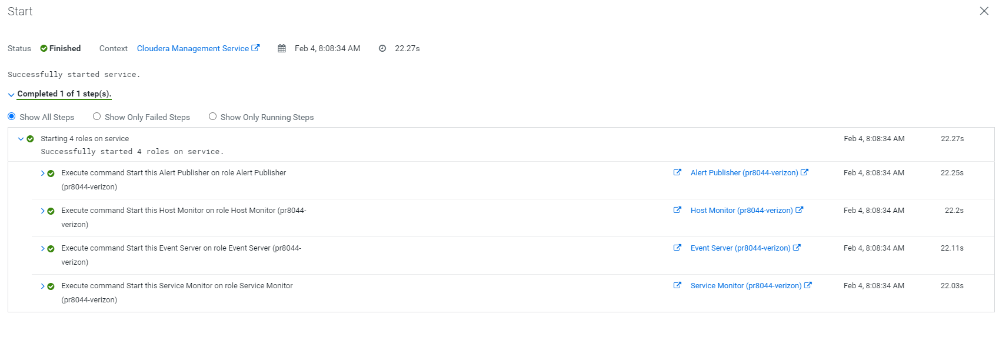 Start
Status Finished Context Cloudera Management Service Feb 4, 8:08:34 AM 22.27s
Successfully started service.
Completed 1 of 1 step(s).
Show All Steps Show Only Failed Steps Show Only Running Steps
Starting 4 roles on service Feb 4, 8:08:34 AM 22.27s
Successfully started 4 roles on service.
Execute command Start this Alert Publisher on role Alert Publisher Alert Publisher (pr8044-verizon) Feb 4, 8:08:34 AM 22.25s
(pr8044-verizon)
Execute command Start this Host Monitor on role Host Monitor (pr8044- Host Monitor (pr8044-verizon) Feb 4, 8:08:34 AM 22.2s
verizon)
Execute command Start this Event Server on role Event Server (pr8044- Event Server (pr8044-verizon) Feb 4, 8:08:34 AM 22.11s
verizon)
Execute command Start this Service Monitor on role Service Monitor Service Monitor (pr8044-verizon) Feb 4, 8:08:34 AM 22.03s
(pr8044-verizon)